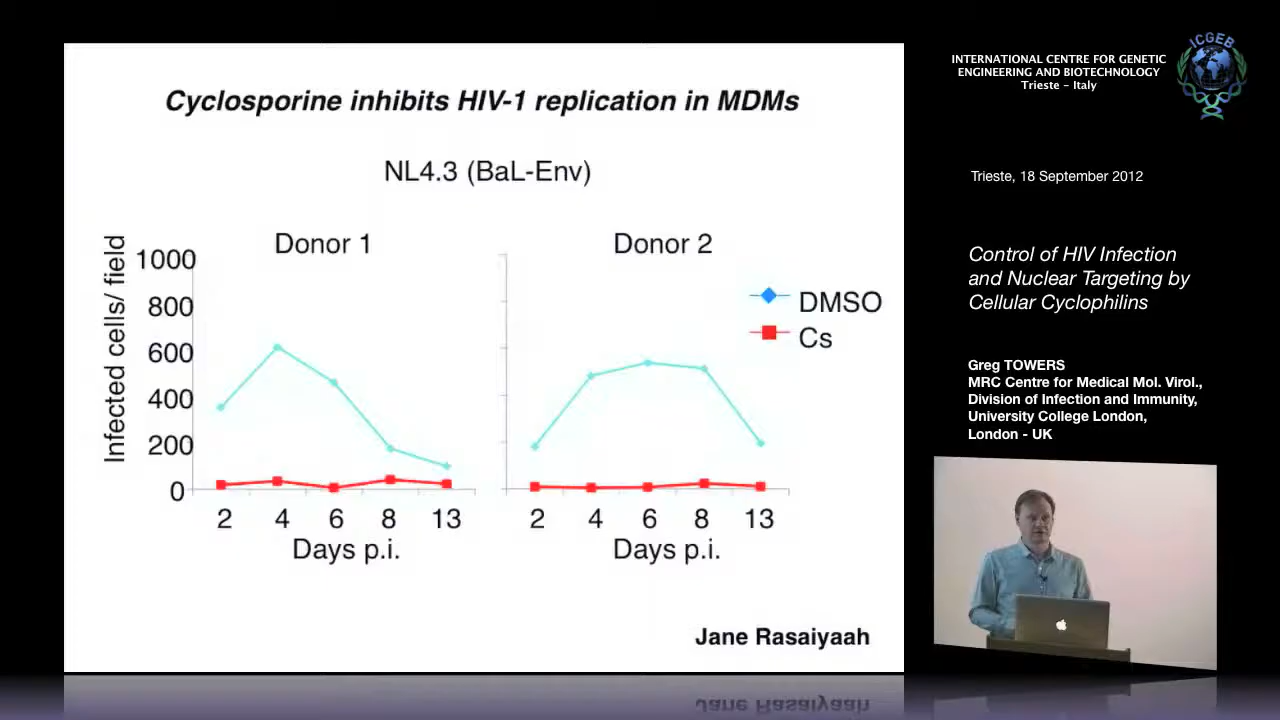 Cyclosporine inhibits HIV-1 replication in MDMs
NL4.3 (BaL-Env)
Donor 1
Donor 2
Infected cells/ field
1000
800
600
400
200
0
DMSO
Cs
2 4 6 8 13
2 4 6 8 13
Days p.i.
Days p.i.
Jane Rasaiyaah
Jane Rasaiyaah
ICGEB
INTERNATIONAL CENTRE FOR GENETIC
ENGINEERING AND BIOTECHNOLOGY
Trieste - Italy
Trieste, 18 September 2012
Control of HIV Infection
and Nuclear Targeting by
Cellular Cyclophilins
Greg TOWERS
MRC Centre for Medical Mol. Virol.,
Division of Infection and Immunity,
University College London,
London - UK